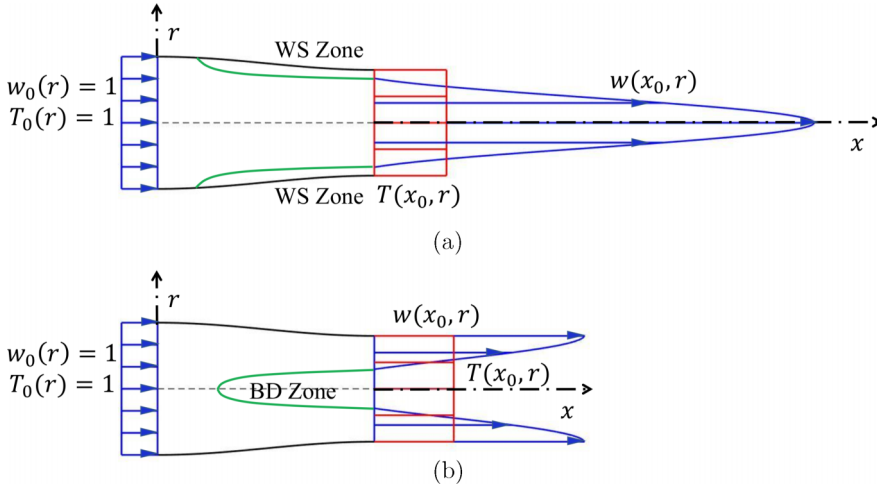 r
WS Zone
w₀(r) = 1
w(x₀, r)
T₀(r) = 1
x
WS Zone
T(x₀, r)
(a)
r
w(x₀, r)
w₀(r) = 1
T(x₀, r)
T₀(r) = 1
BD Zone
x
(b)